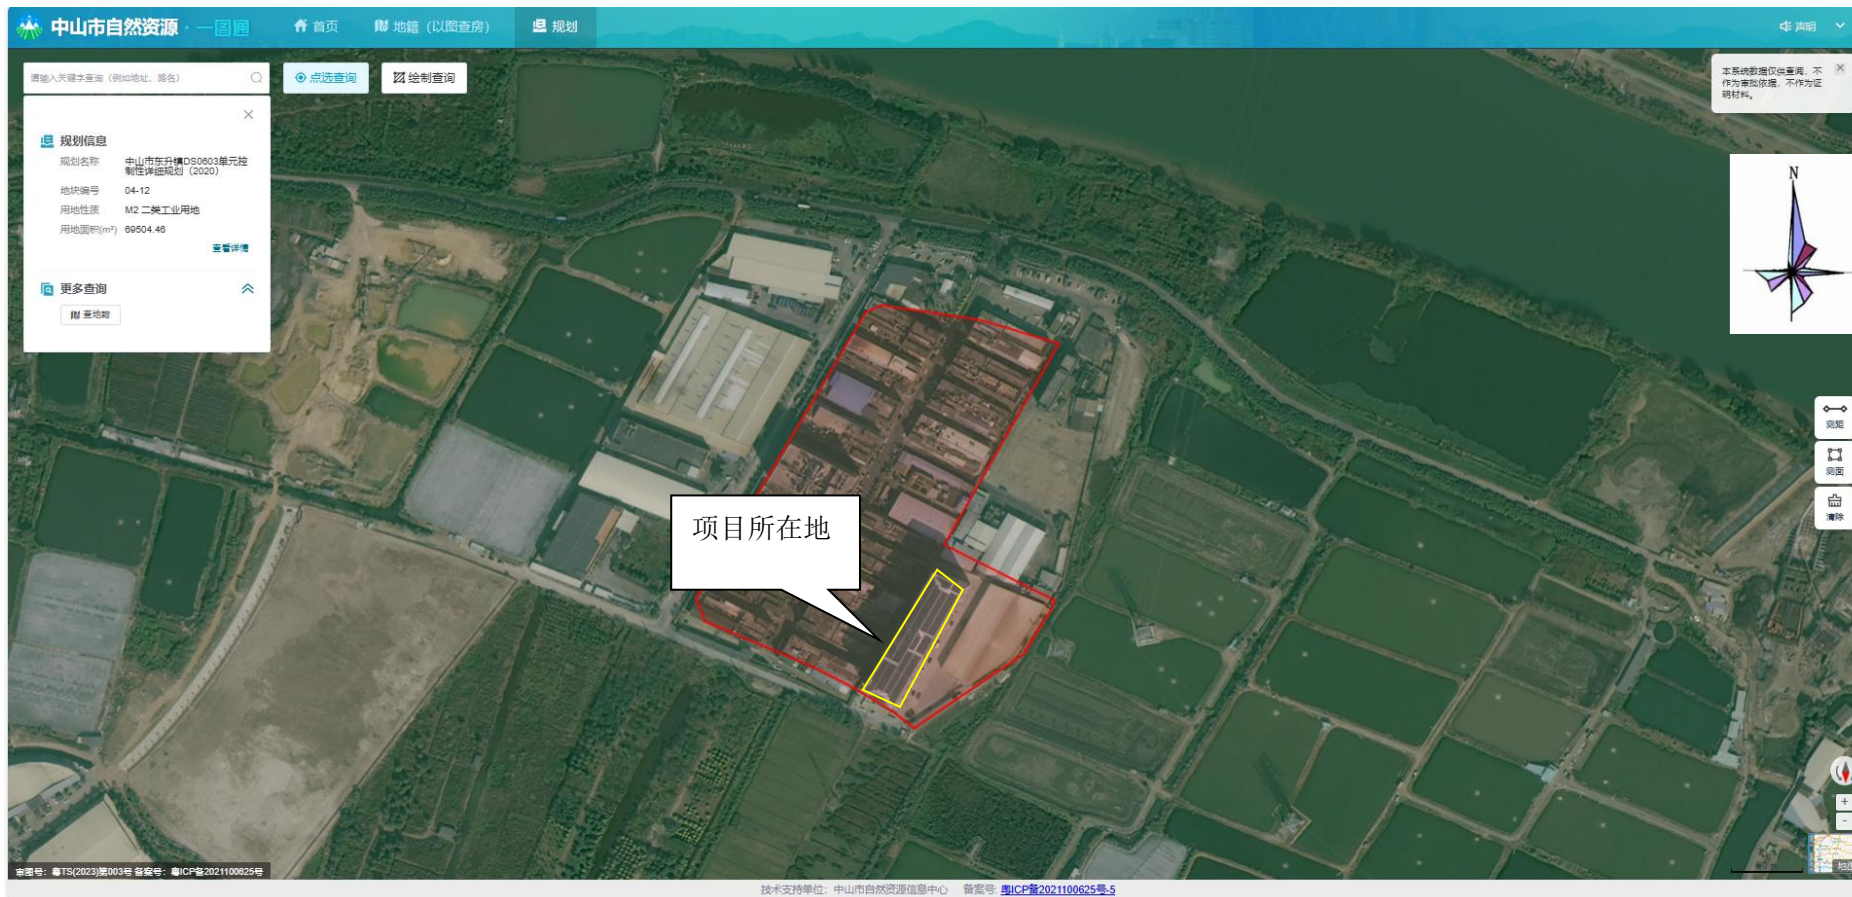 中山市自然资源·一图通
首页
地籍（以图查房）
规划
声明
请输入关键字查询（例如地址、路名）
点选查询
绘制查询
本系统数据仅供查阅，不
作为审批依据，不作为证
明材料。
规划信息
规划名称 中山市东升镇DS0603单元控
制性详细规划（2020）
地块编号 04-12
用地性质 M2 二类工业用地
用地面积(m²) 69504.46
查看详情
更多查询
查地籍
N
测距
测面
清除
项目所在地
+
-
审图号：粤TS(2023)第003号 备案号：粤ICP备2021100625号
技术支持单位：中山市自然资源信息中心 备案号: 粤ICP备2021100625号-5